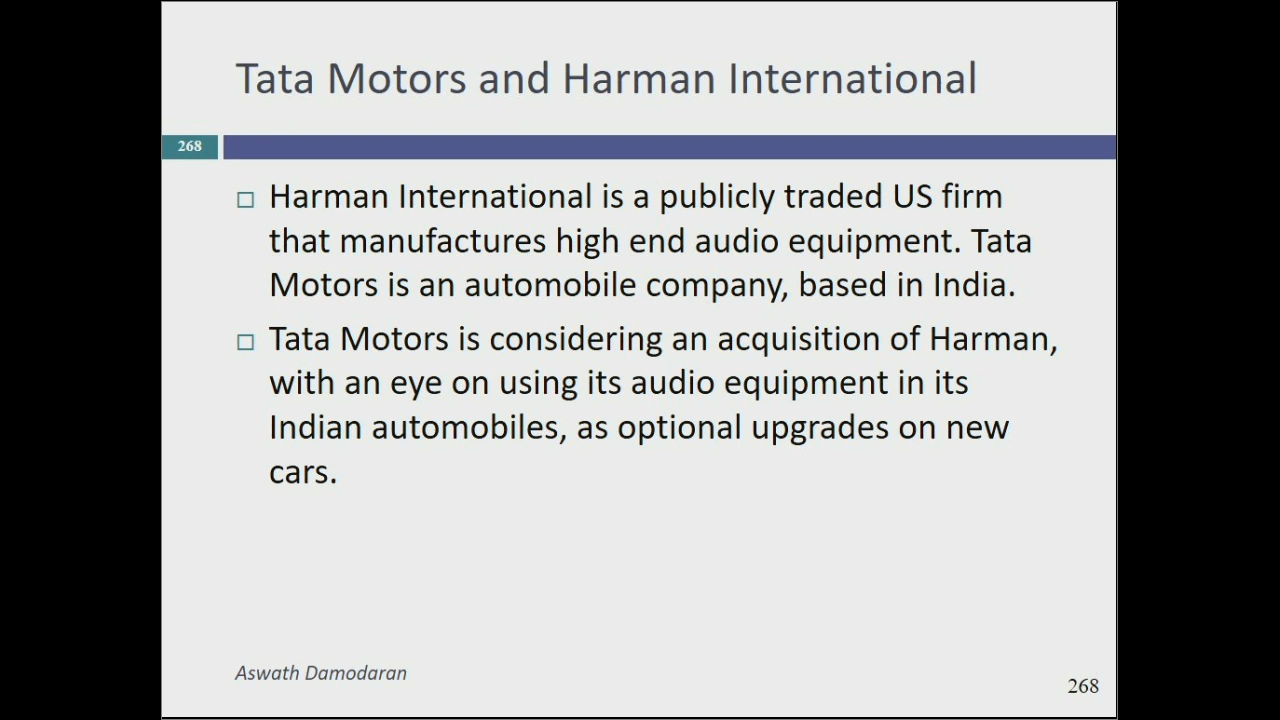 Tata Motors and Harman International
268
□ Harman International is a publicly traded US firm
that manufactures high end audio equipment. Tata
Motors is an automobile company, based in India.
□ Tata Motors is considering an acquisition of Harman,
with an eye on using its audio equipment in its
Indian automobiles, as optional upgrades on new
cars.
Aswath Damodaran
268